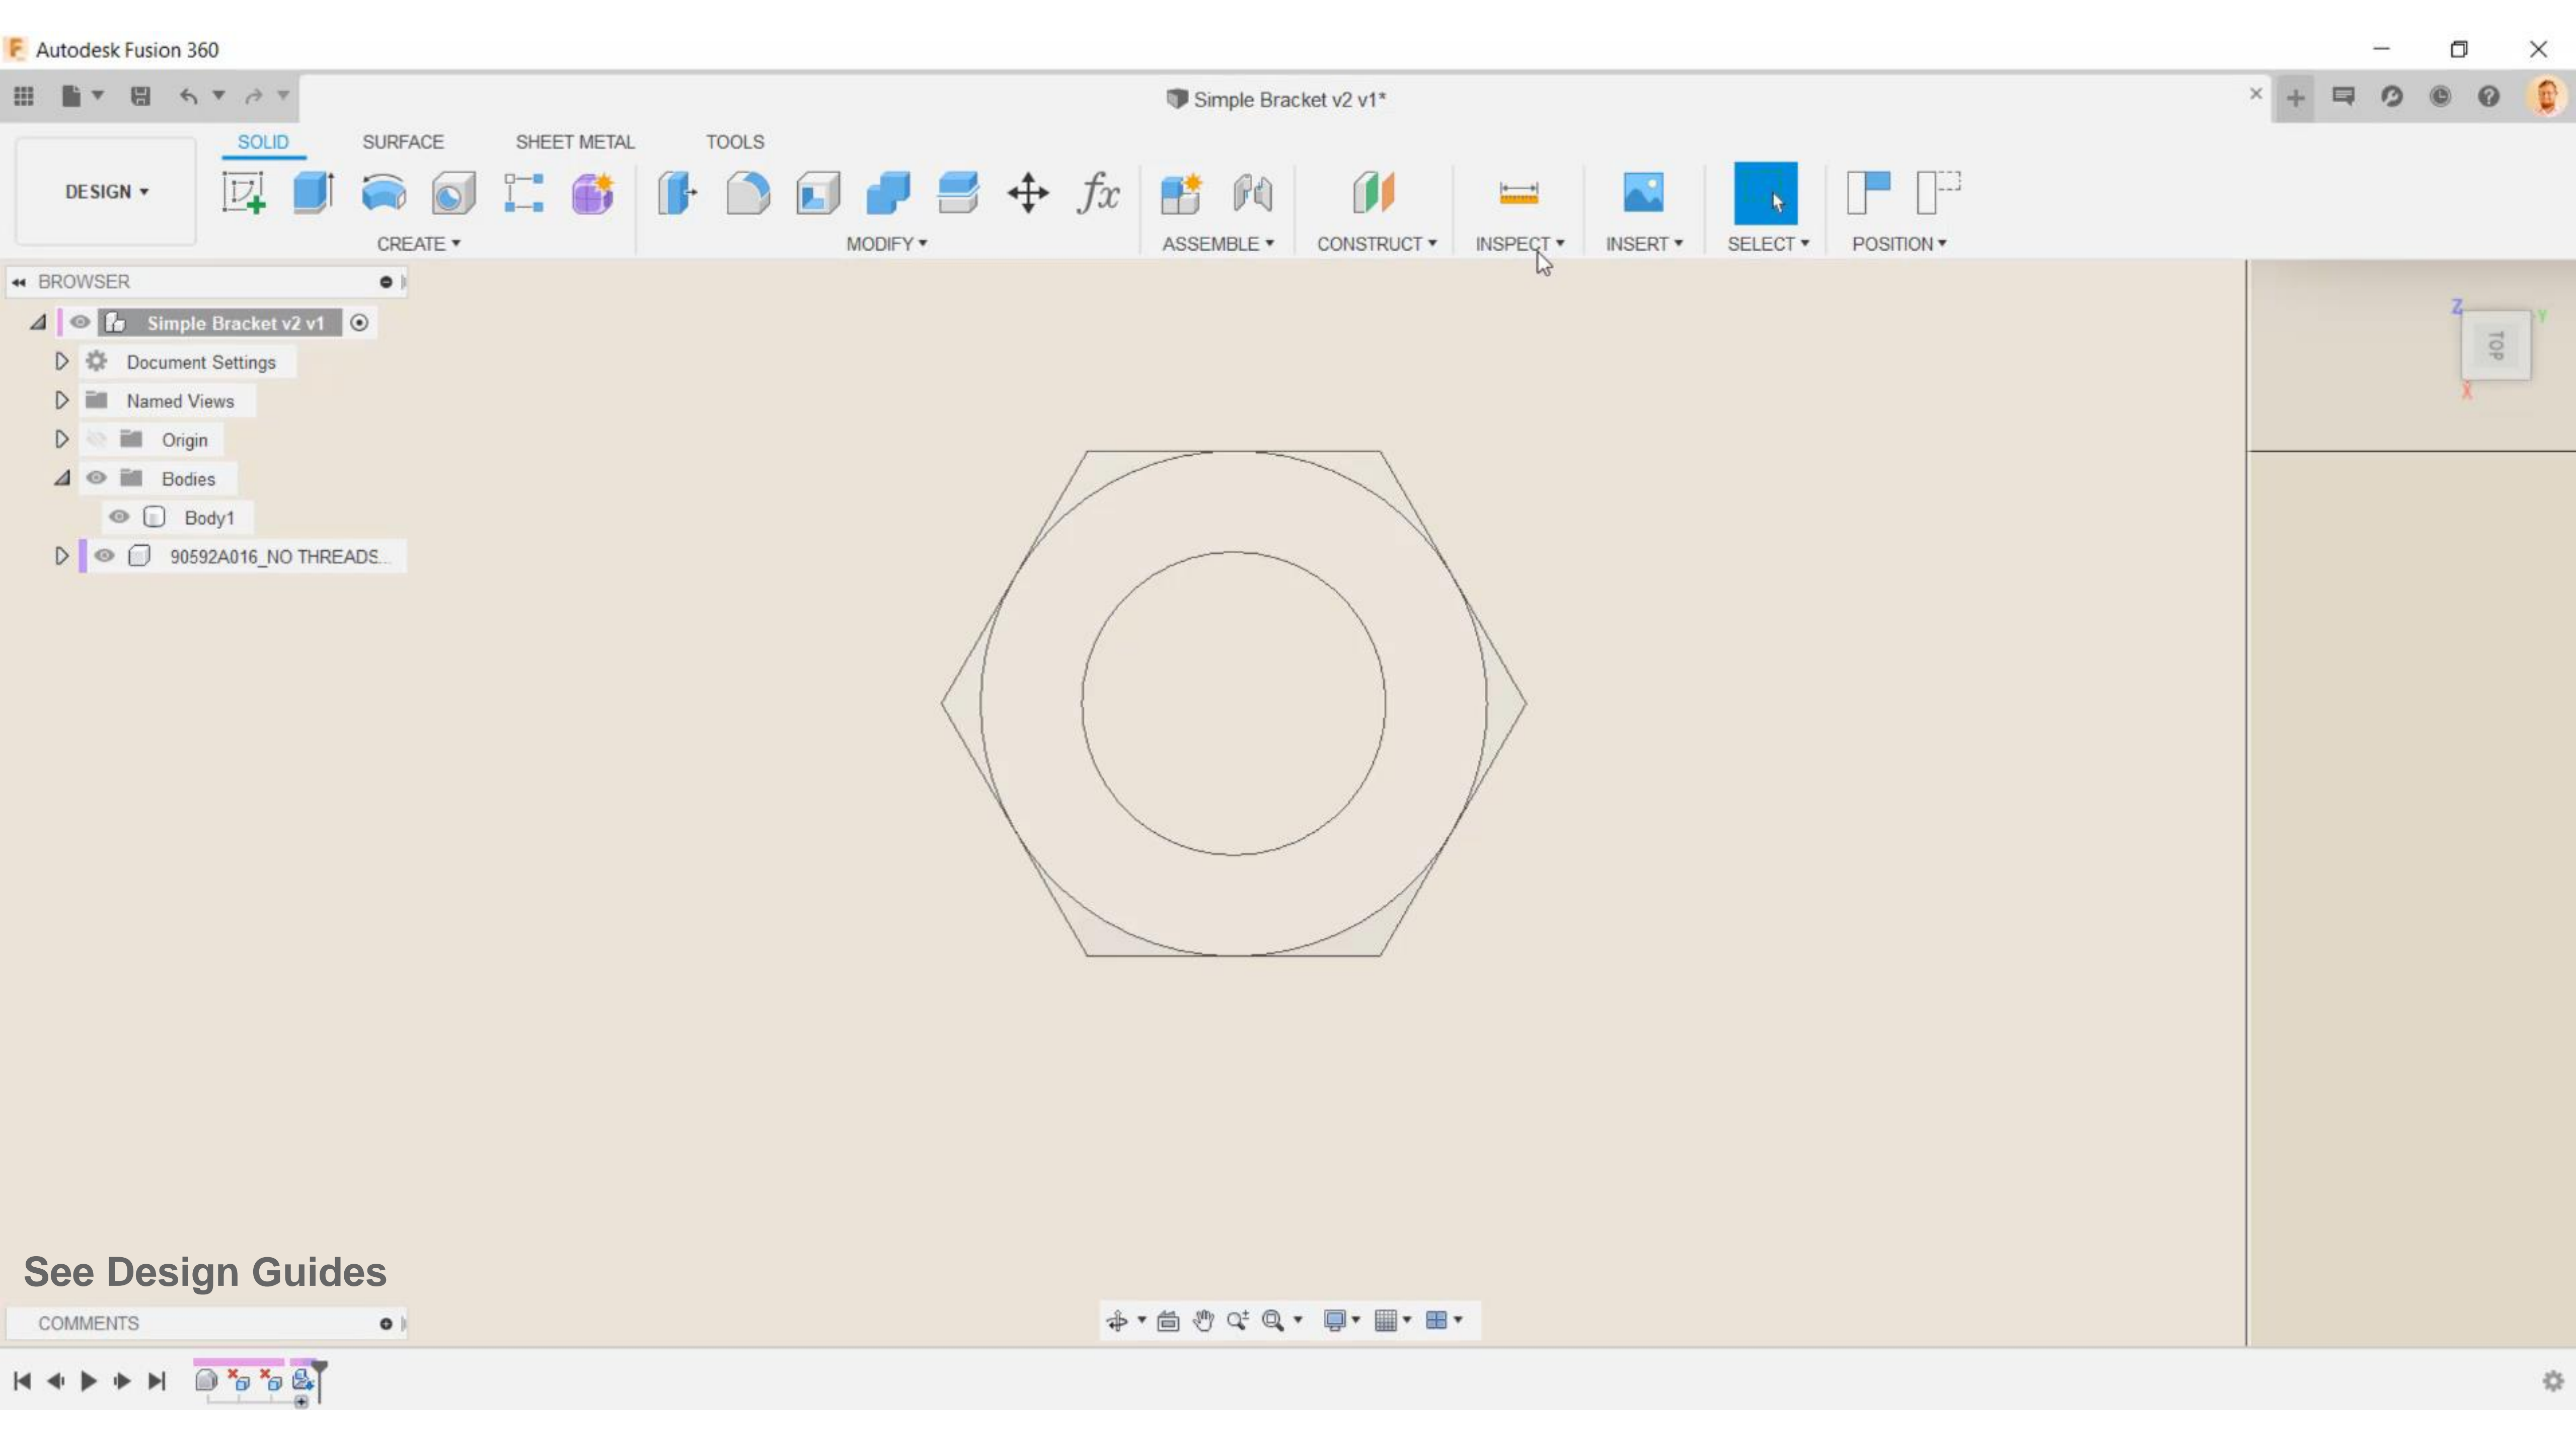 Autodesk Fusion 360
Simple Bracket v2 v1*
SOLID SURFACE SHEET METAL TOOLS
DESIGN
CREATE MODIFY ASSEMBLE CONSTRUCT INSPECT INSERT SELECT POSITION
BROWSER
Simple Bracket v2 v1
Document Settings
Named Views
Origin
Bodies
Body1
90592A016_NO THREADS...
Z
Y
TOP
X
See Design Guides
COMMENTS